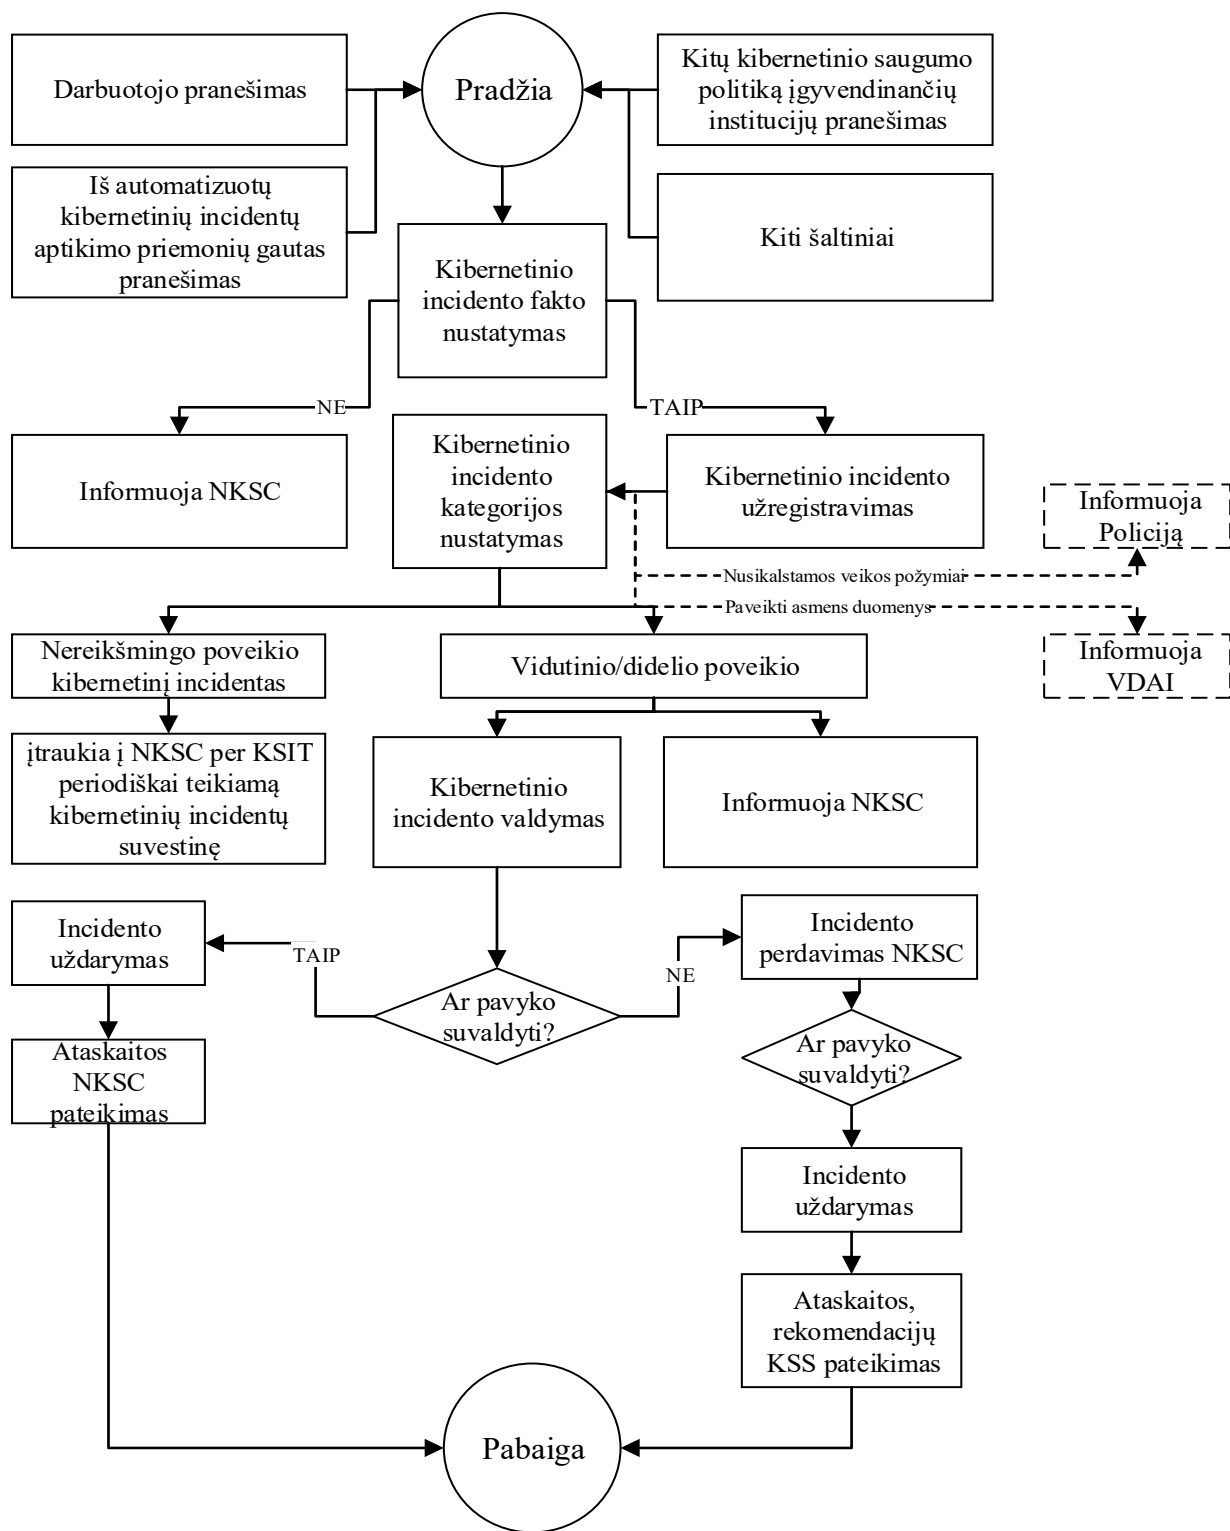 Darbuotojo pranešimas
Pradžia
Kitų kibernetinio saugumo
politiką įgyvendinančių
institucijų pranešimas
Iš automatizuotų
kibernetinių incidentų
aptikimo priemonių gautas
pranešimas
Kiti šaltiniai
Kibernetinio
incidento fakto
nustatymas
NE
TAIP
Informuoja NKSC
Kibernetinio
incidento
kategorijos
nustatymas
Kibernetinio incidento
užregistravimas
Informuoja
Policiją
Nusikalstamos veikos požymiai
Paveikti asmens duomenys
Nereikšmingo poveikio
kibernetinį incidentas
Vidutinio/didelio poveikio
Informuoja
VDAI
įtraukia į NKSC per KSIT
periodiškai teikiamą
kibernetinių incidentų
suvestinę
Kibernetinio
incidento valdymas
Informuoja NKSC
Incidento
uždarymas
TAIP
Ar pavyko
suvaldyti?
NE
Incidento
perdavimas NKSC
Ataskaitos
NKSC
pateikimas
Ar pavyko
suvaldyti?
Incidento
uždarymas
Ataskaitos,
rekomendacijų
KSS pateikimas
Pabaiga